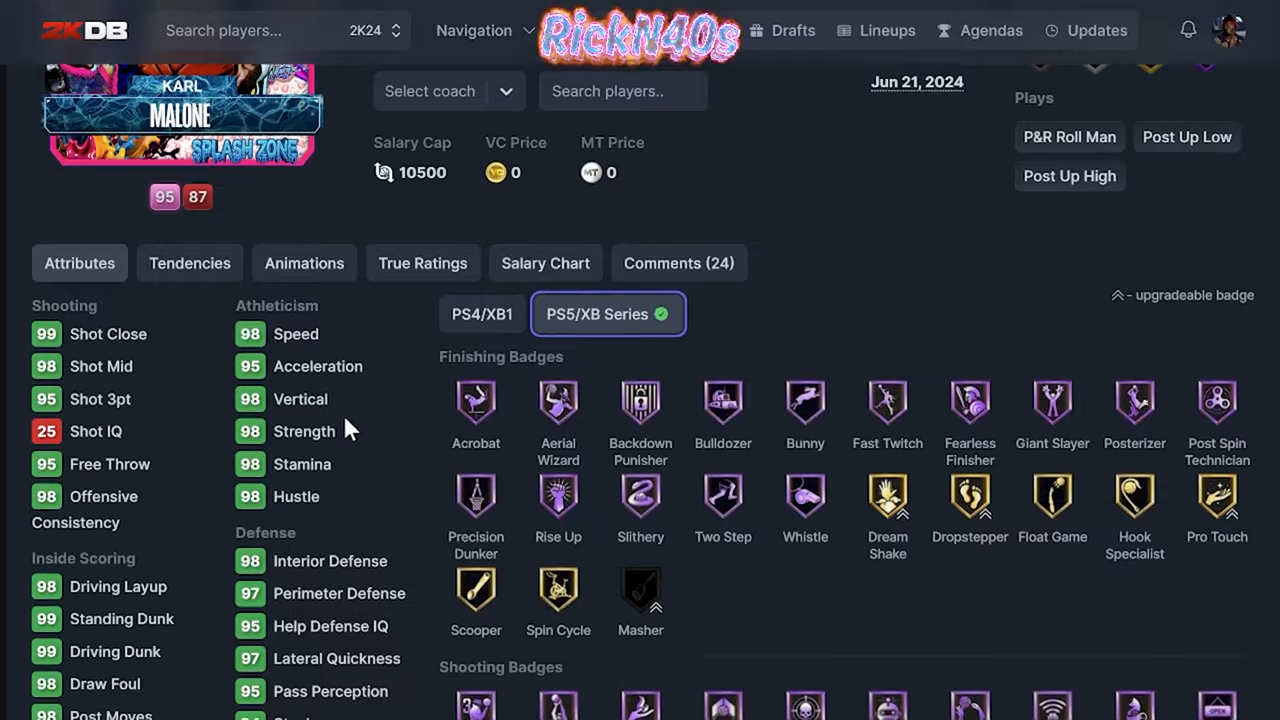 2KDB
Search players...
2K24
Navigation
RickN40s
Drafts
Lineups
Agendas
Updates
KARL
MALONE
SPLASH ZONE
95 87
Select coach
Search players..
Jun 21, 2024
Salary Cap
10500
VC Price
0
MT Price
MT 0
Plays
P&R Roll Man
Post Up Low
Post Up High
Attributes
Tendencies
Animations
True Ratings
Salary Chart
Comments (24)
Shooting
99 Shot Close
98 Shot Mid
95 Shot 3pt
25 Shot IQ
95 Free Throw
98 Offensive
Consistency
Inside Scoring
98 Driving Layup
99 Standing Dunk
99 Driving Dunk
98 Draw Foul
98 Post Moves
Athleticism
98 Speed
95 Acceleration
98 Vertical
98 Strength
98 Stamina
98 Hustle
Defense
98 Interior Defense
97 Perimeter Defense
95 Help Defense IQ
97 Lateral Quickness
95 Pass Perception
PS4/XB1
PS5/XB Series
- upgradeable badge
Finishing Badges
Acrobat
Aerial
Wizard
Backdown
Punisher
Bulldozer
Bunny
Fast Twitch
Fearless
Finisher
Giant Slayer
Posterizer
Post Spin
Technician
Precision
Dunker
Rise Up
Slithery
Two Step
Whistle
Dream
Shake
Dropstepper
Float Game
Hook
Specialist
Pro Touch
Scooper
Spin Cycle
Masher
Shooting Badges
OPEN